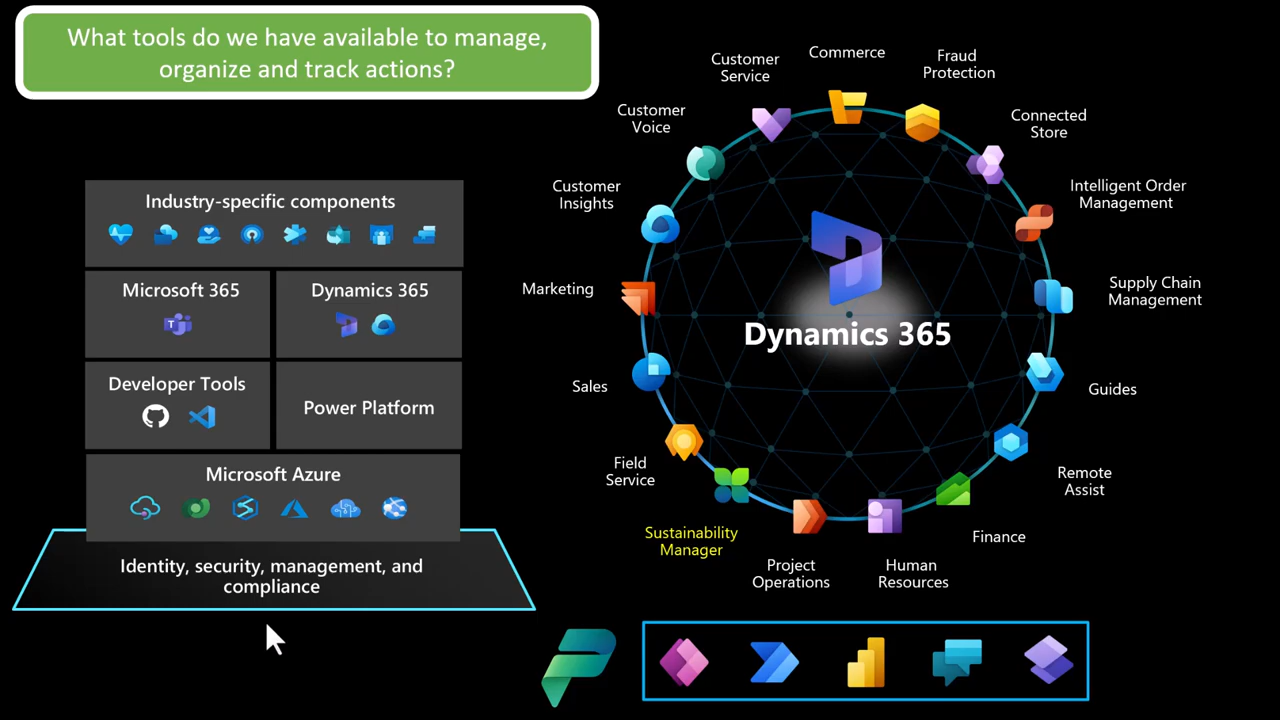 What tools do we have available to manage,
organize and track actions?
Industry-specific components
Microsoft 365
Dynamics 365
Developer Tools
Power Platform
Microsoft Azure
Identity, security, management, and
compliance
Commerce
Fraud
Protection
Connected
Store
Intelligent Order
Management
Supply Chain
Management
Guides
Remote
Assist
Finance
Human
Resources
Project
Operations
Sustainability
Manager
Field
Service
Sales
Marketing
Customer
Insights
Customer
Voice
Customer
Service
Dynamics 365